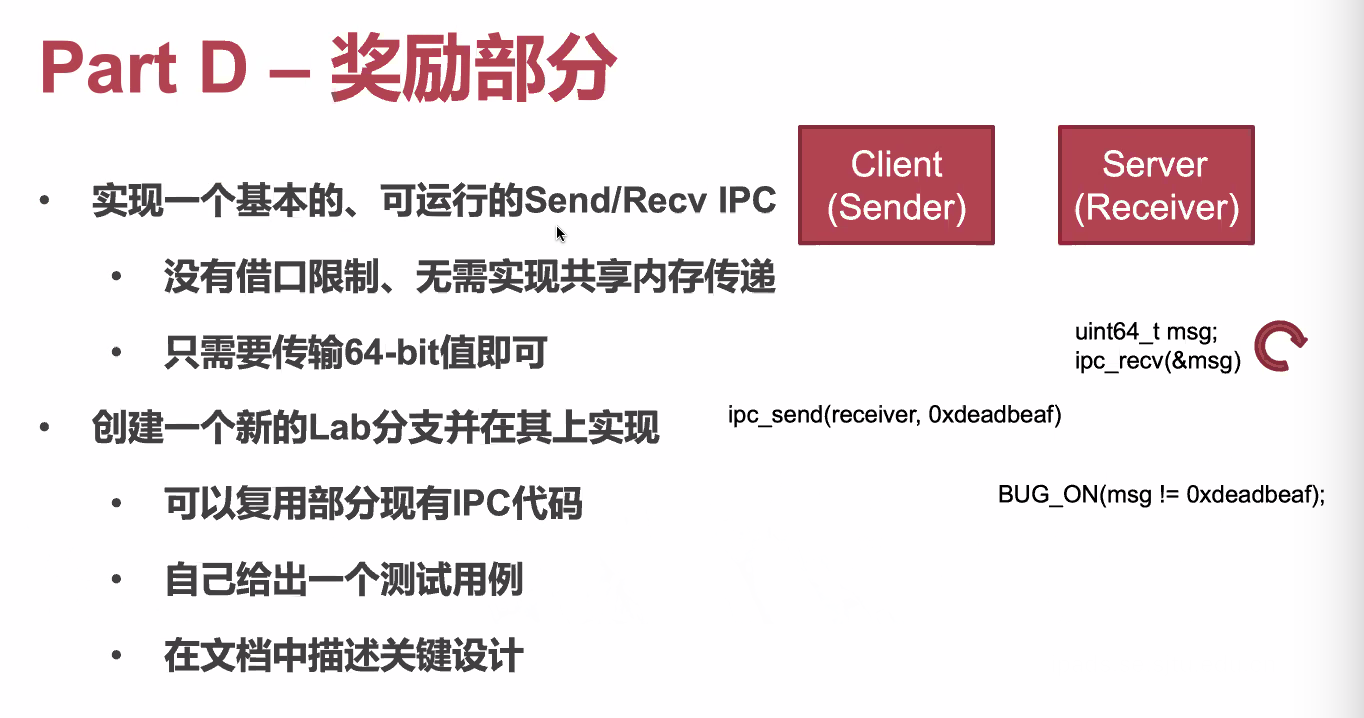 Part D – 奖励部分
Client
(Sender)
Server
(Receiver)
实现一个基本的、可运行的Send/Recv IPC
没有借口限制、无需实现共享内存传递
只需要传输64-bit值即可
uint64_t msg;
ipc_recv(&msg)
创建一个新的Lab分支并在其上实现
ipc_send(receiver, 0xdeadbeaf)
可以复用部分现有IPC代码
BUG_ON(msg != 0xdeadbeaf);
自己给出一个测试用例
在文档中描述关键设计